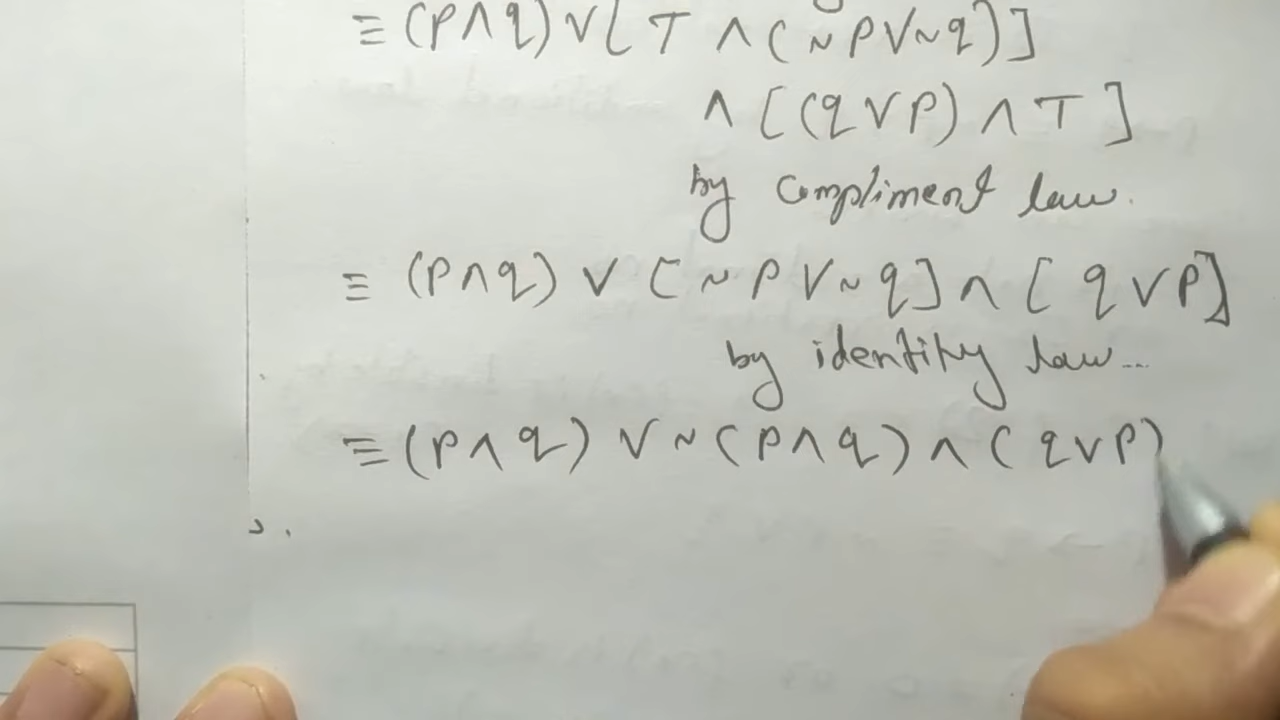 ≡ (p∧q) ∨ [ T ∧ ( ~p∨~q)]
∧ [(q∨p) ∧ T ]
by compliment law.
≡ (p∧q) ∨ [ ~p ∨~q] ∧ [ q∨p]
by identity law...
≡ (p∧q) ∨ ~(p∧q) ∧ ( q∨p)